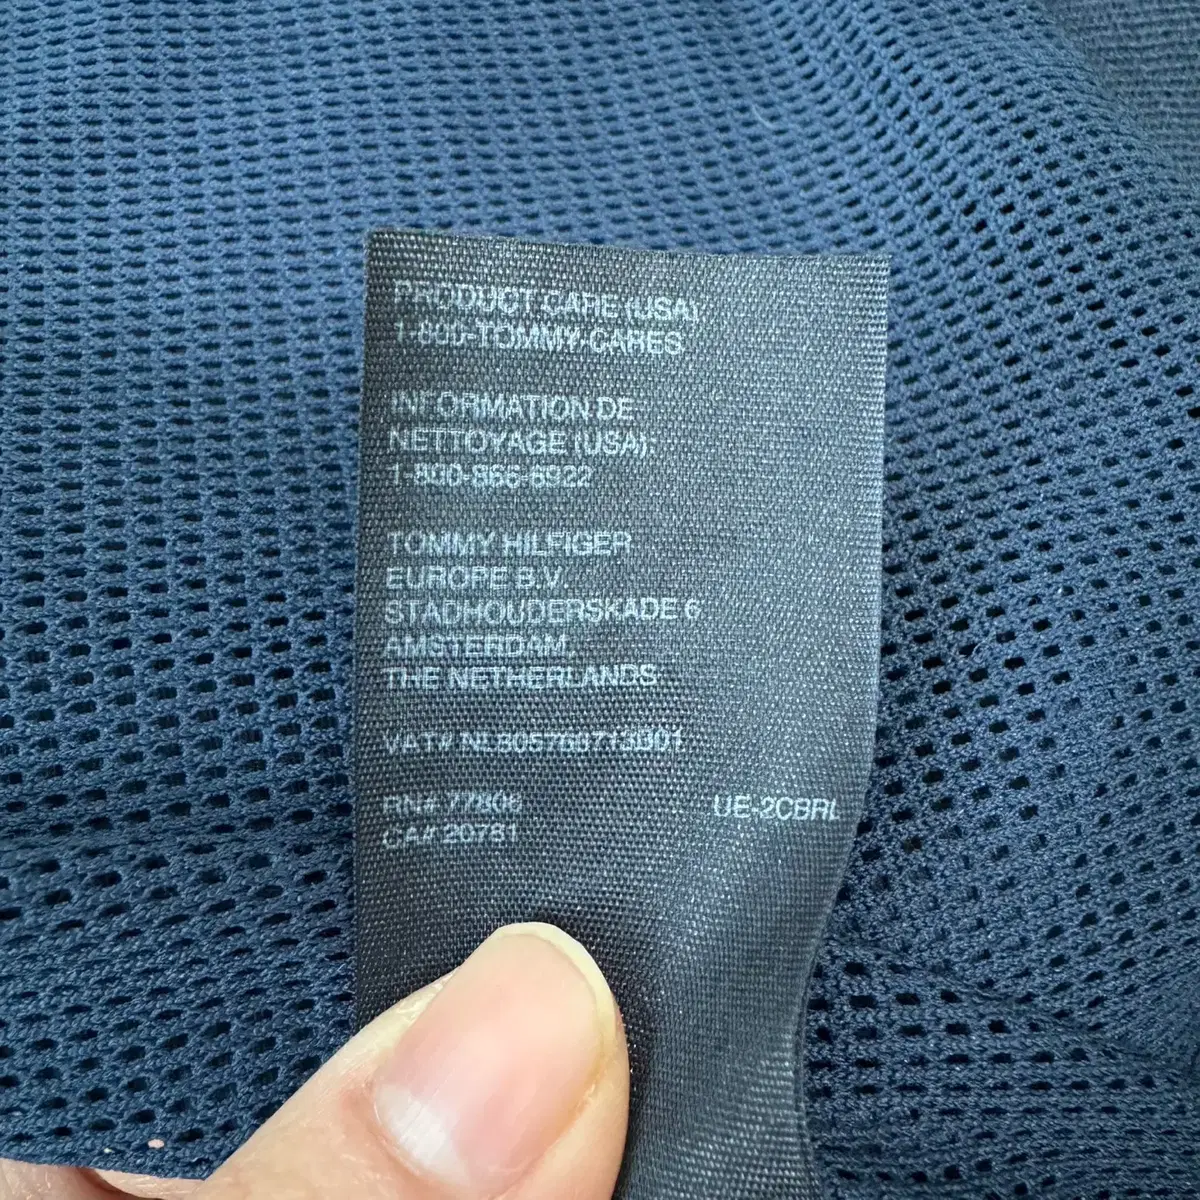 PRODUCT CARE (USA):
1-800-TOMMY-CARES
INFORMATION DE
NETTOYAGE (USA):
1-800-866-6922
TOMMY HILFIGER
EUROPE B.V.
STADHOUDERSKADE 6
AMSTERDAM,
THE NETHERLANDS
VAT#
RN# 77806
CA# 20781
UE-2CBRL